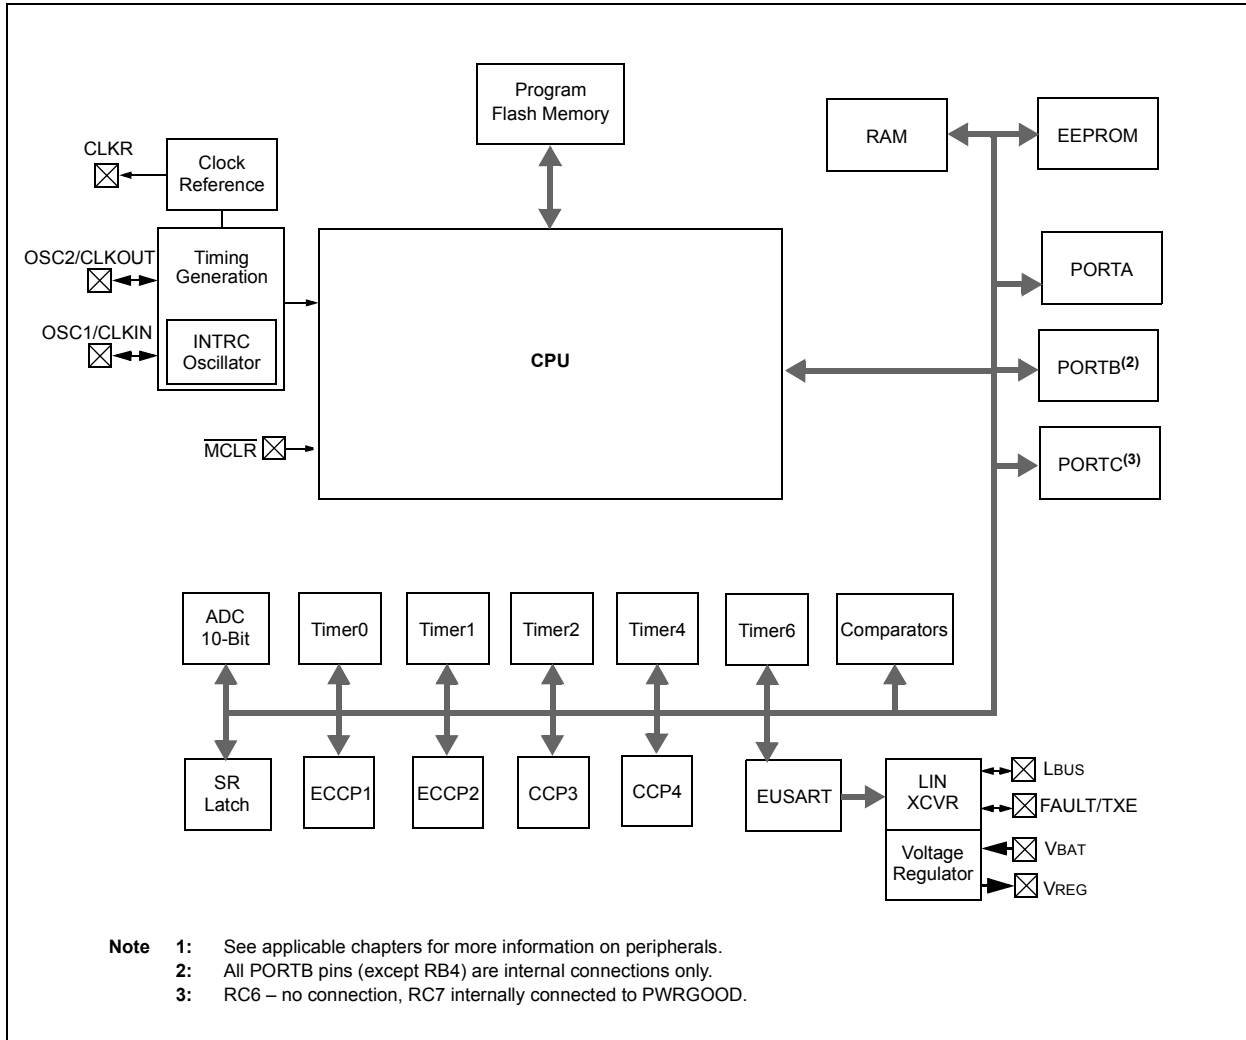 Program
Flash Memory
RAM
EEPROM
CLKR
Clock
Reference
OSC2/CLKOUT
Timing
Generation
PORTA
OSC1/CLKIN
INTRC
Oscillator
CPU
PORTB(2)
MCLR
PORTC(3)
ADC
10-Bit
Timer0
Timer1
Timer2
Timer4
Timer6
Comparators
SR
Latch
ECCP1
ECCP2
CCP3
CCP4
EUSART
LIN
XCVR
LBUS
FAULT/TXE
Voltage
Regulator
VBAT
VREG
Note 1: See applicable chapters for more information on peripherals.
2: All PORTB pins (except RB4) are internal connections only.
3: RC6 – no connection, RC7 internally connected to PWRGOOD.